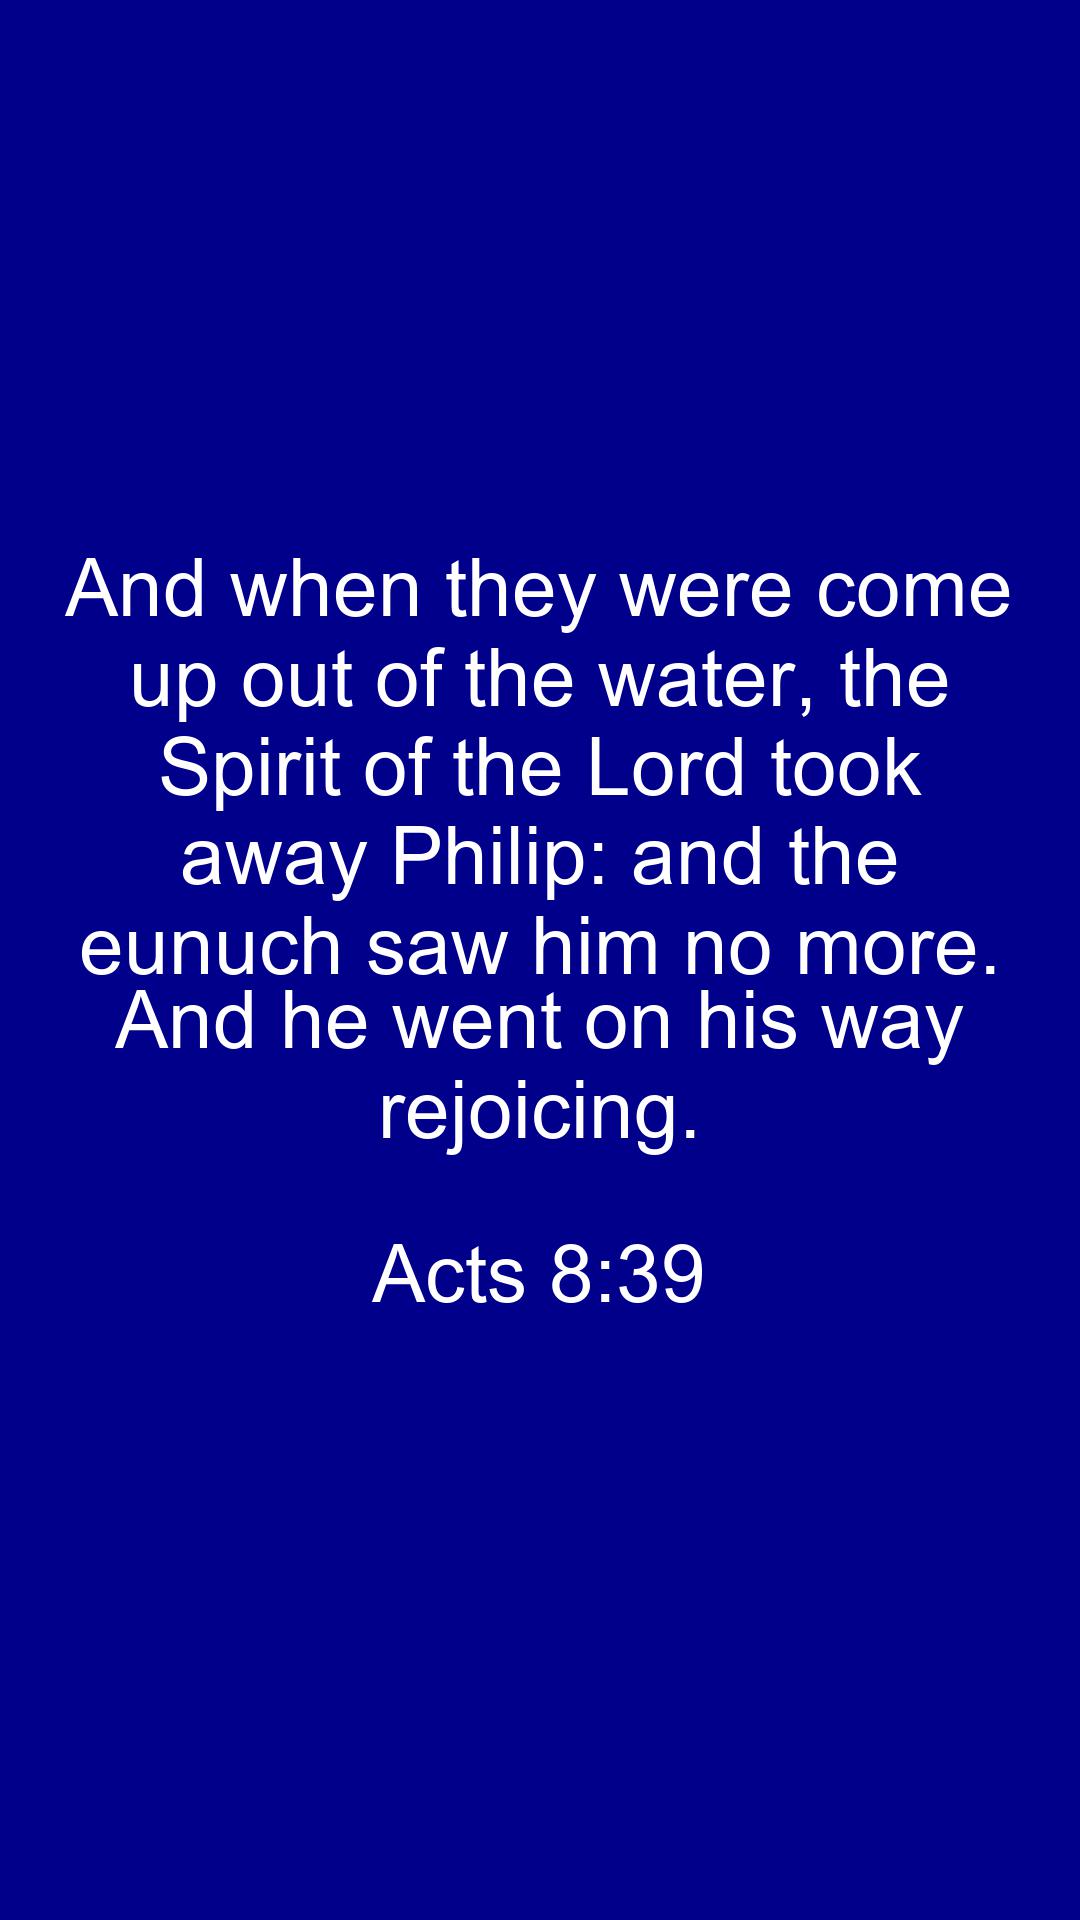 And when they were come
up out of the water, the
Spirit of the Lord took
away Philip: and the
eunuch saw him no more.
And he went on his way
rejoicing.
Acts 8:39